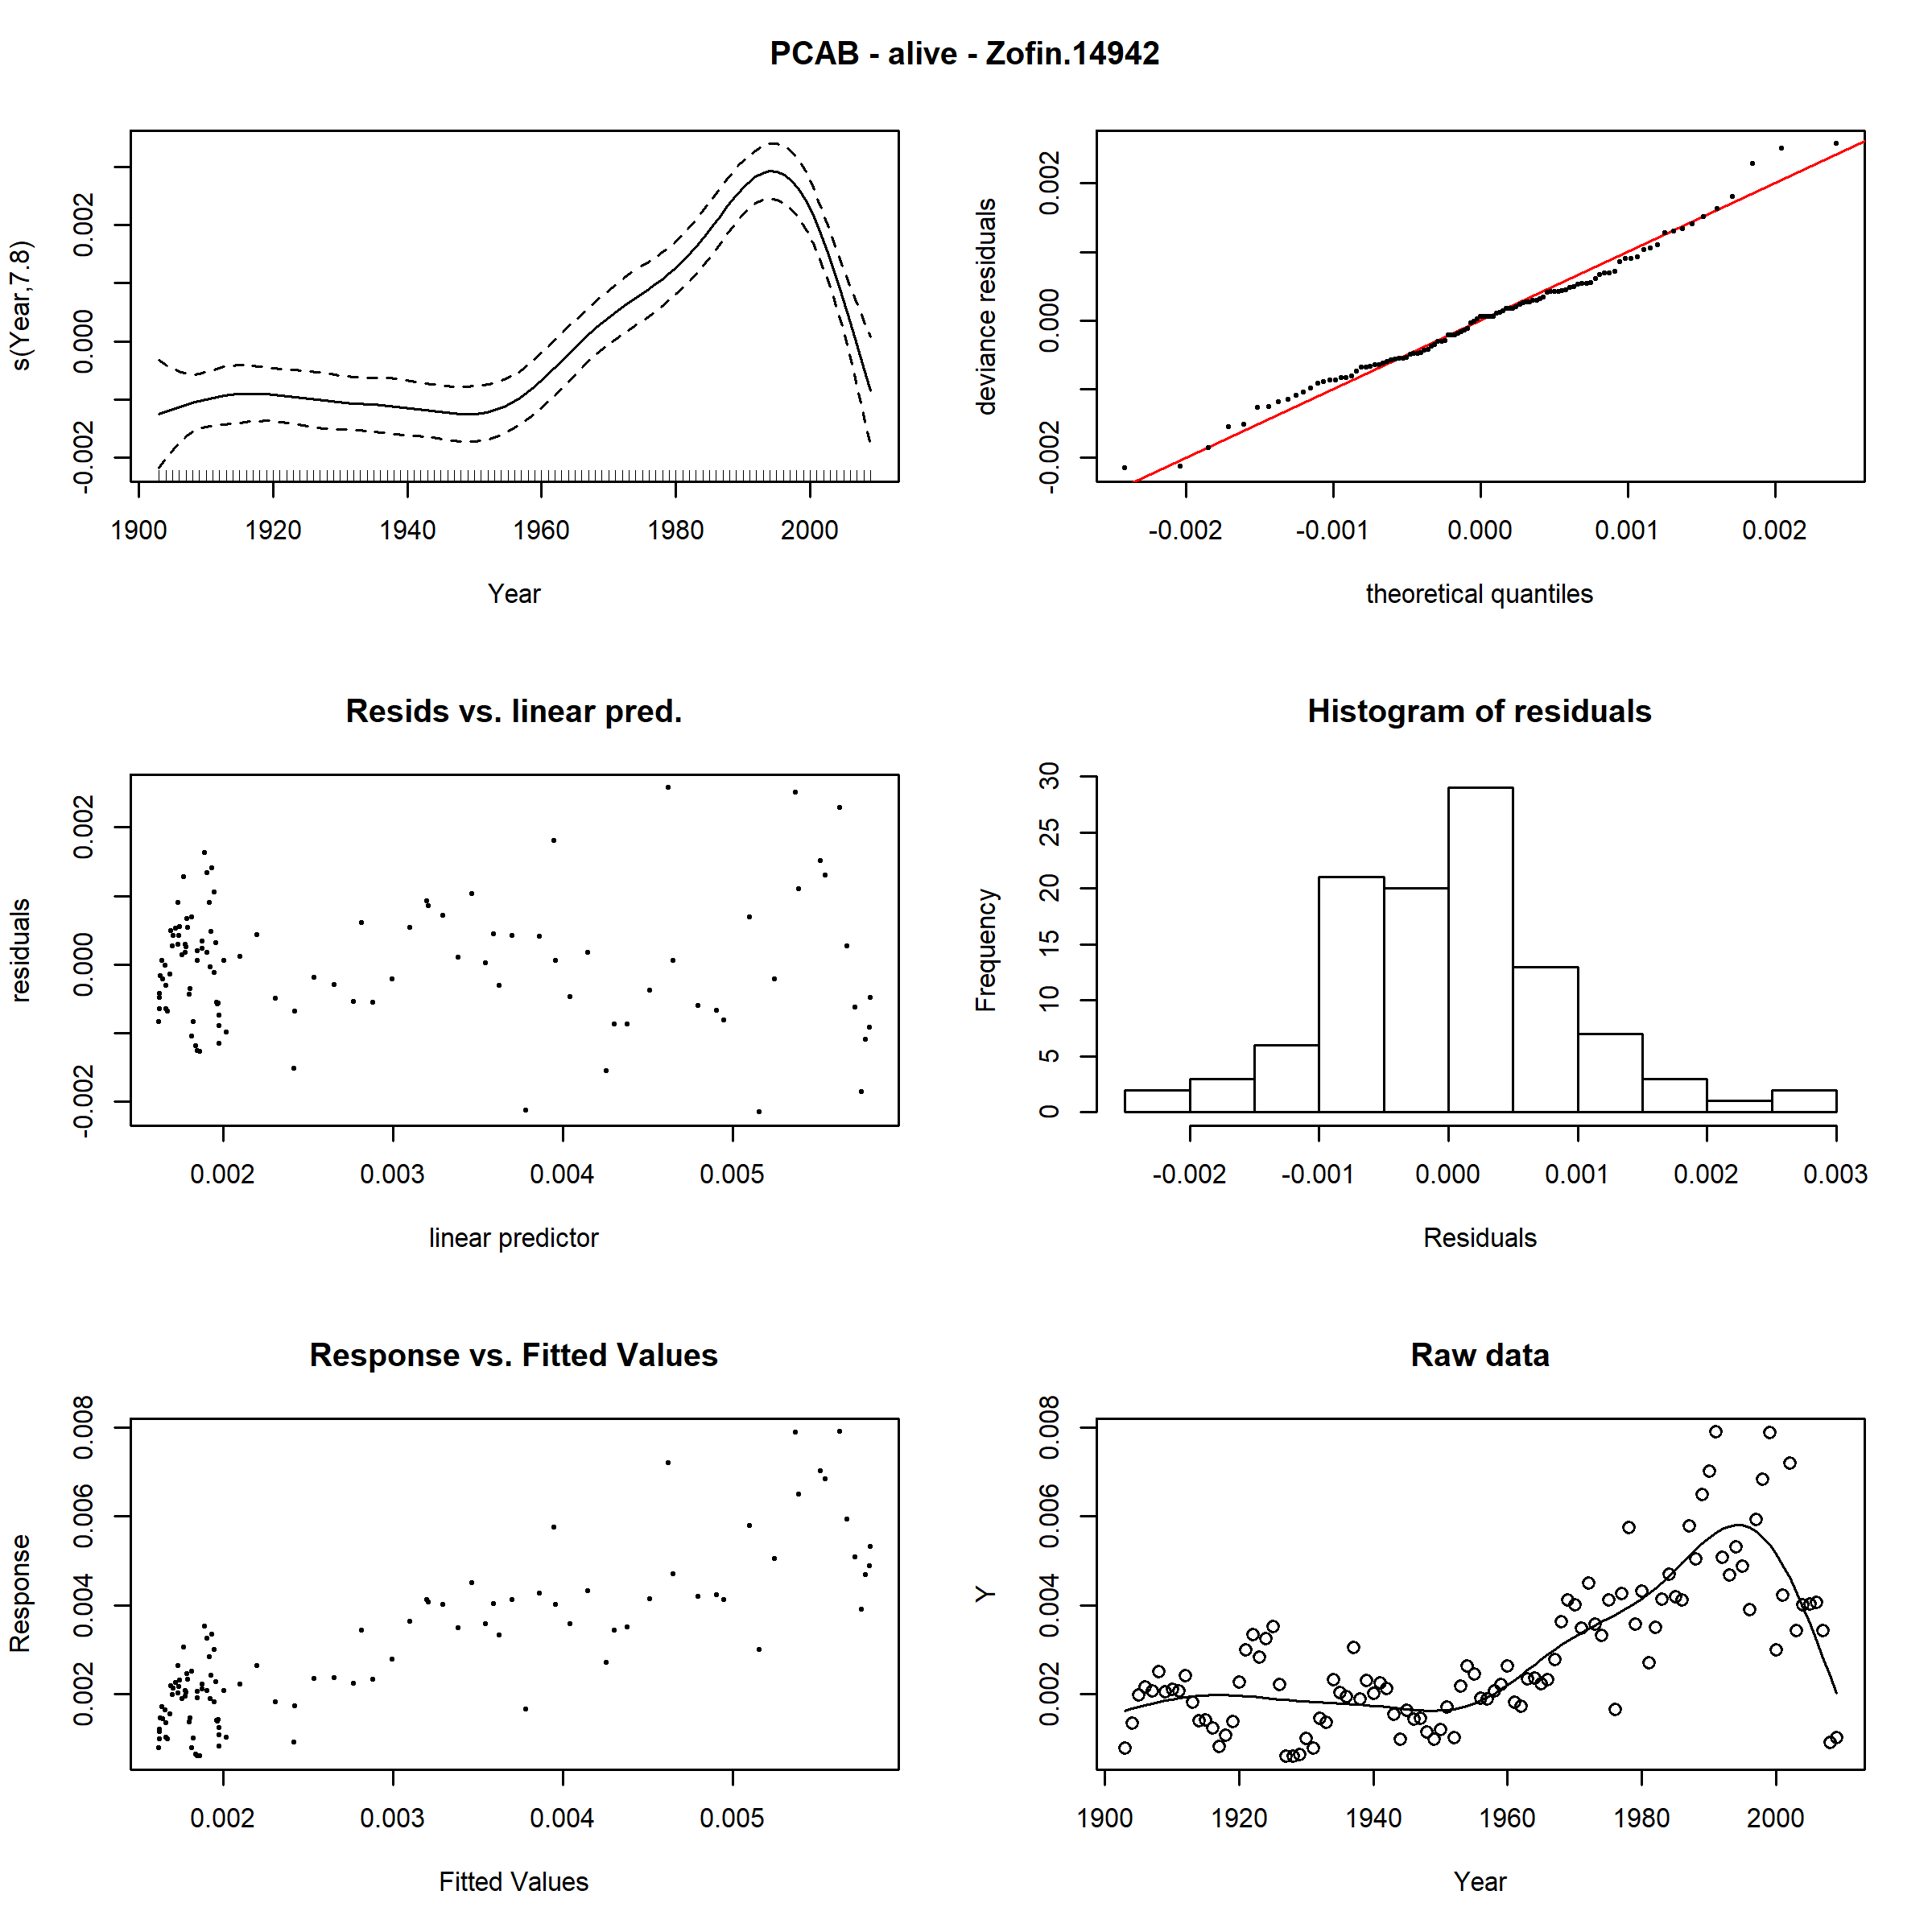 PCAB - alive - Zofin.14942
s(Year,7.8)
-0.002 0.000 0.002
1900 1920 1940 1960 1980 2000
Year
deviance residuals
-0.002 0.000 0.002
-0.002 -0.001 0.000 0.001 0.002
theoretical quantiles
Resids vs. linear pred.
residuals
-0.002 0.000 0.002
0.002 0.003 0.004 0.005
linear predictor
Histogram of residuals
Frequency
0 5 10 15 20 25 30
-0.002 -0.001 0.000 0.001 0.002 0.003
Residuals
Response vs. Fitted Values
Response
0.002 0.004 0.006 0.008
0.002 0.003 0.004 0.005
Fitted Values
Raw data
Y
0.002 0.004 0.006 0.008
1900 1920 1940 1960 1980 2000
Year